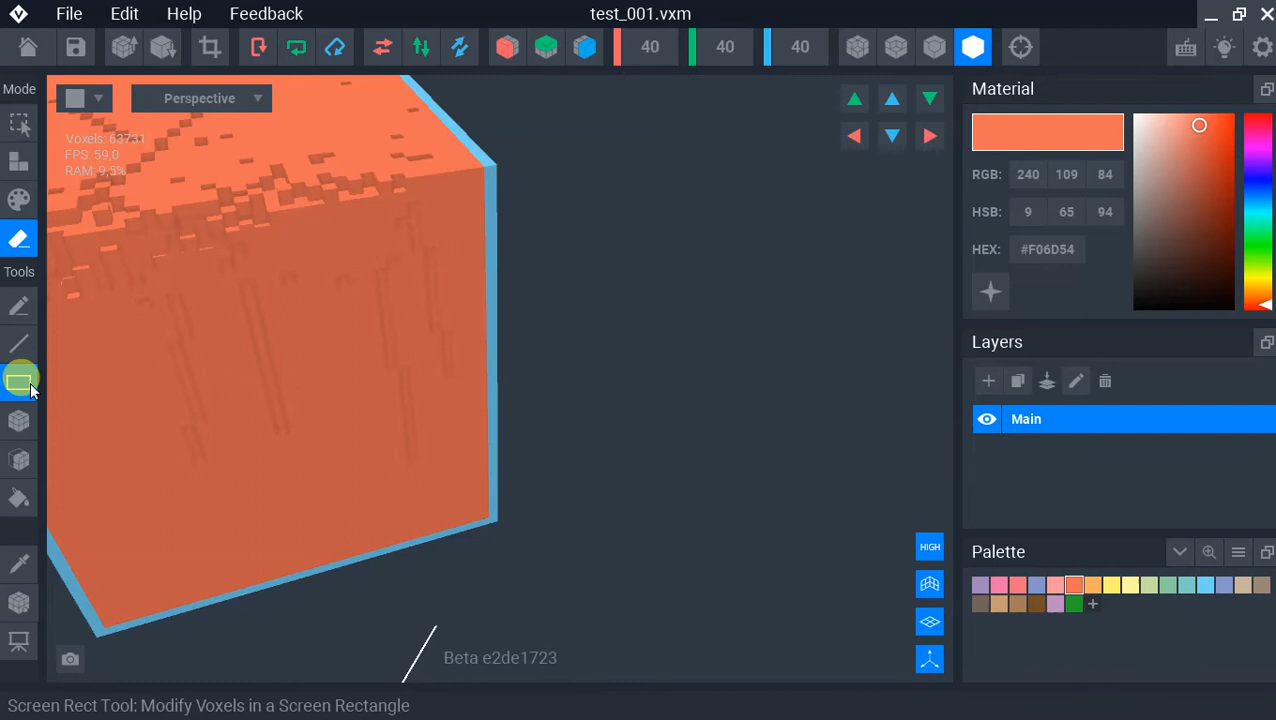 File Edit Help Feedback test_001.vxm
40 40 40
Mode
Perspective
Voxels: 63731
FPS: 59,0
RAM: 9,5%
Tools
Material
RGB: 240 109 84
HSB: 9 65 94
HEX: #F06D54
Layers
Main
HIGH
Palette
Beta e2de1723
Screen Rect Tool: Modify Voxels in a Screen Rectangle